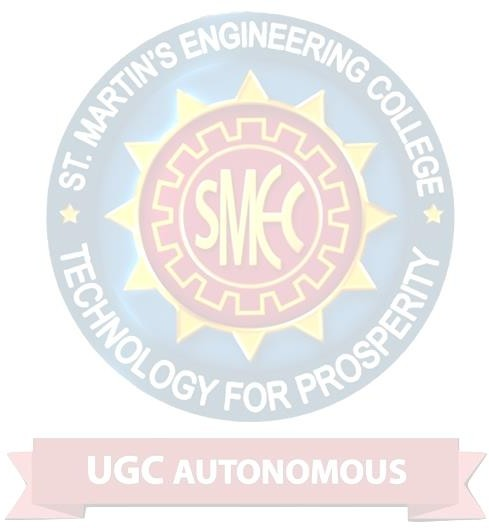 ST. MARTIN'S ENGINEERING COLLEGE
SMEC
TECHNOLOGY FOR PROSPERITY
UGC AUTONOMOUS